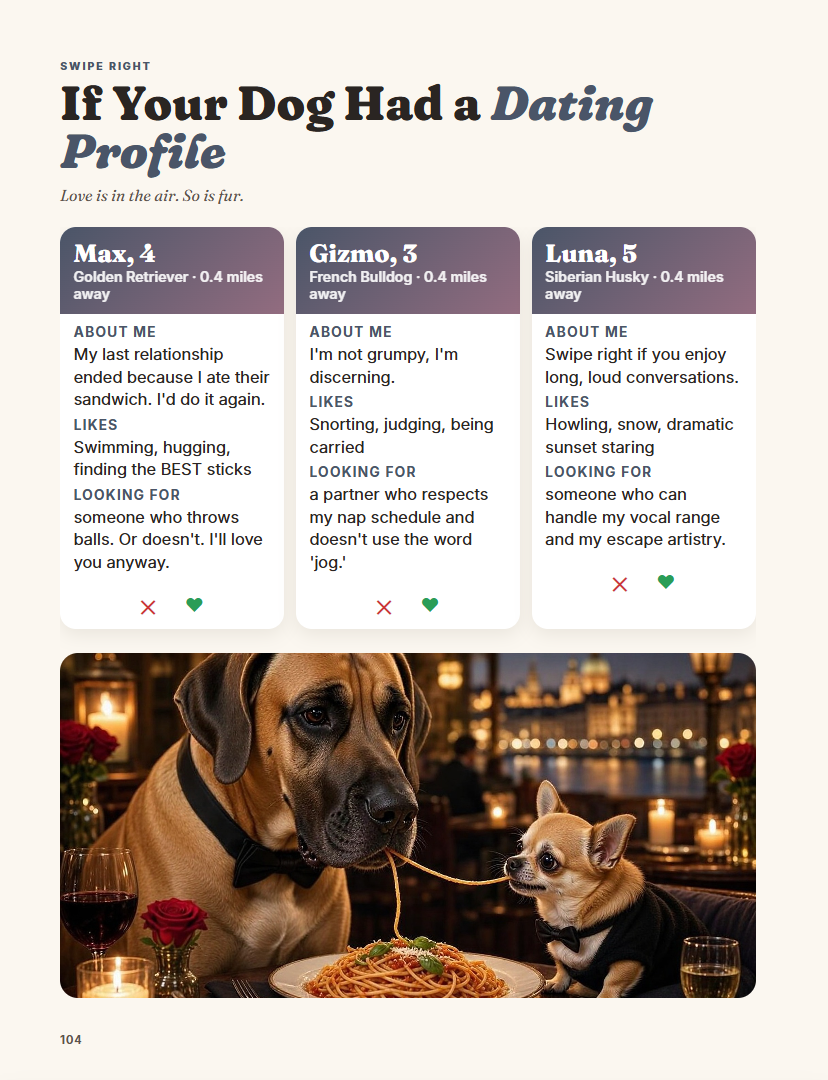 SWIPE RIGHT
If Your Dog Had a Dating
Profile
Love is in the air. So is fur.
Max, 4
Golden Retriever · 0.4 miles
away
ABOUT ME
My last relationship
ended because I ate their
sandwich. I'd do it again.
LIKES
Swimming, hugging,
finding the BEST sticks
LOOKING FOR
someone who throws
balls. Or doesn't. I'll love
you anyway.
Gizmo, 3
French Bulldog · 0.4 miles
away
ABOUT ME
I'm not grumpy, I'm
discerning.
LIKES
Snorting, judging, being
carried
LOOKING FOR
a partner who respects
my nap schedule and
doesn't use the word
'jog.'
Luna, 5
Siberian Husky · 0.4 miles
away
ABOUT ME
Swipe right if you enjoy
long, loud conversations.
LIKES
Howling, snow, dramatic
sunset staring
LOOKING FOR
someone who can
handle my vocal range
and my escape artistry.
104